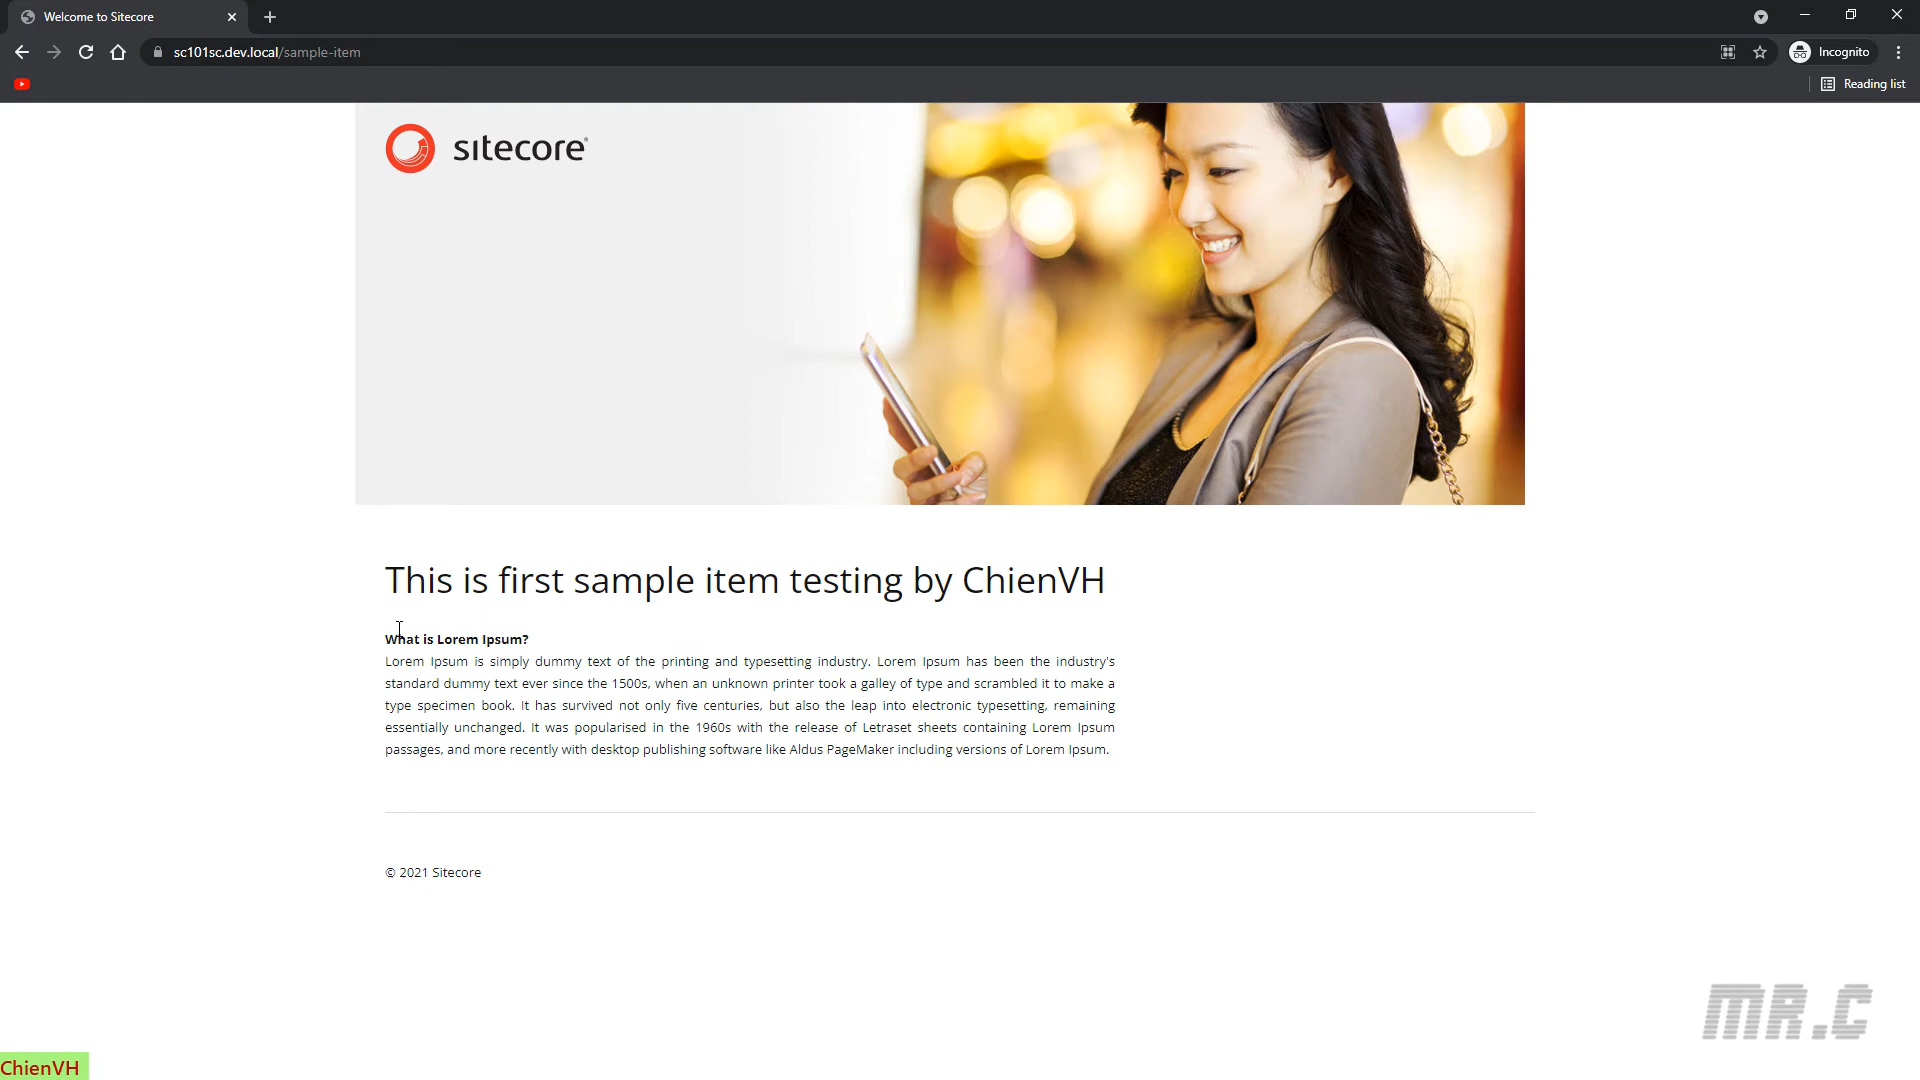 Welcome to Sitecore
sc101sc.dev.local/sample-item
Incognito
Reading list
sitecore®
This is first sample item testing by ChienVH
What is Lorem Ipsum?
Lorem Ipsum is simply dummy text of the printing and typesetting industry. Lorem Ipsum has been the industry's
standard dummy text ever since the 1500s, when an unknown printer took a galley of type and scrambled it to make a
type specimen book. It has survived not only five centuries, but also the leap into electronic typesetting, remaining
essentially unchanged. It was popularised in the 1960s with the release of Letraset sheets containing Lorem Ipsum
passages, and more recently with desktop publishing software like Aldus PageMaker including versions of Lorem Ipsum.
© 2021 Sitecore
MR.C
ChienVH